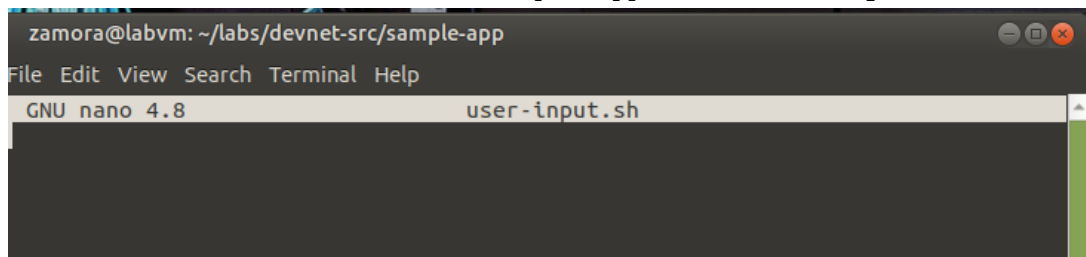 zamora@labvm: ~/labs/devnet-src/sample-app
File Edit View Search Terminal Help
GNU nano 4.8 user-input.sh